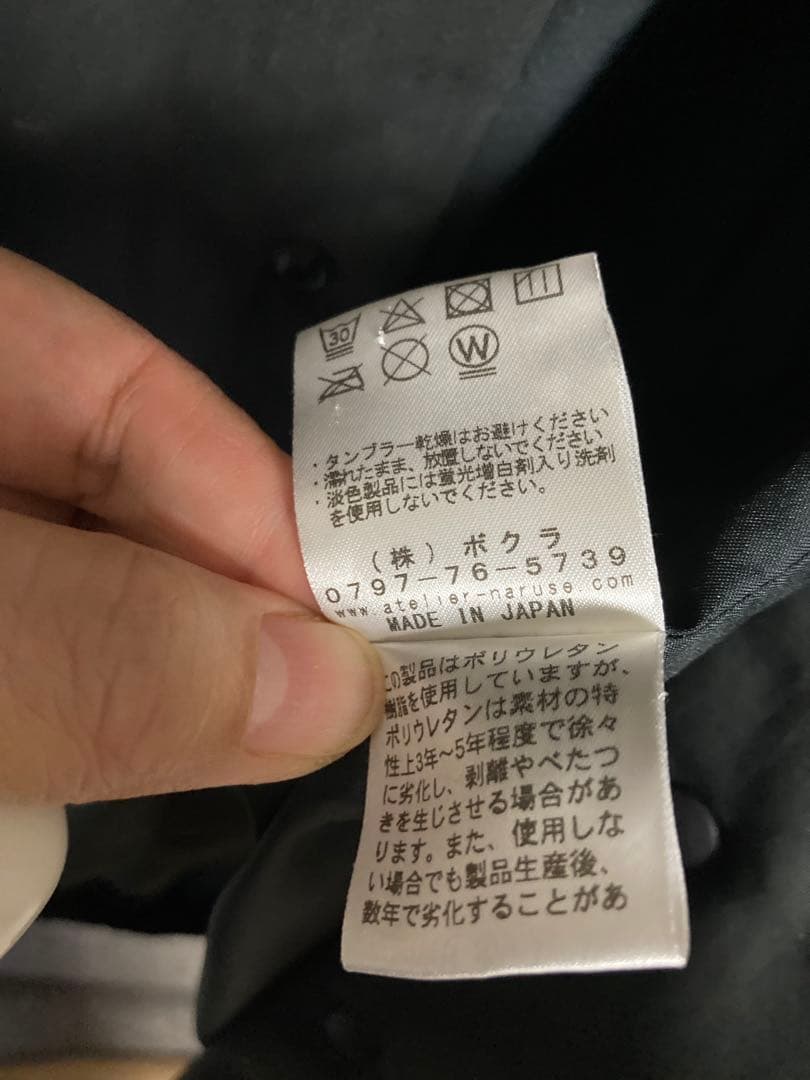 30
W
・タンブラー乾燥はお避けください
・濡れたまま、放置しないでください
・淡色製品には蛍光増白剤入り洗剤
を使用しないでください。
(株)ボクラ
0797-76-5739
www.atelier-naruse.com
MADE IN JAPAN
この製品はポリウレタン
樹脂を使用していますが、
ポリウレタンは素材の特
性上3年〜5年程度で徐々
に劣化し、剥離やべたつ
きを生じさせる場合があ
ります。また、使用しな
い場合でも製品生産後、
数年で劣化することがあ